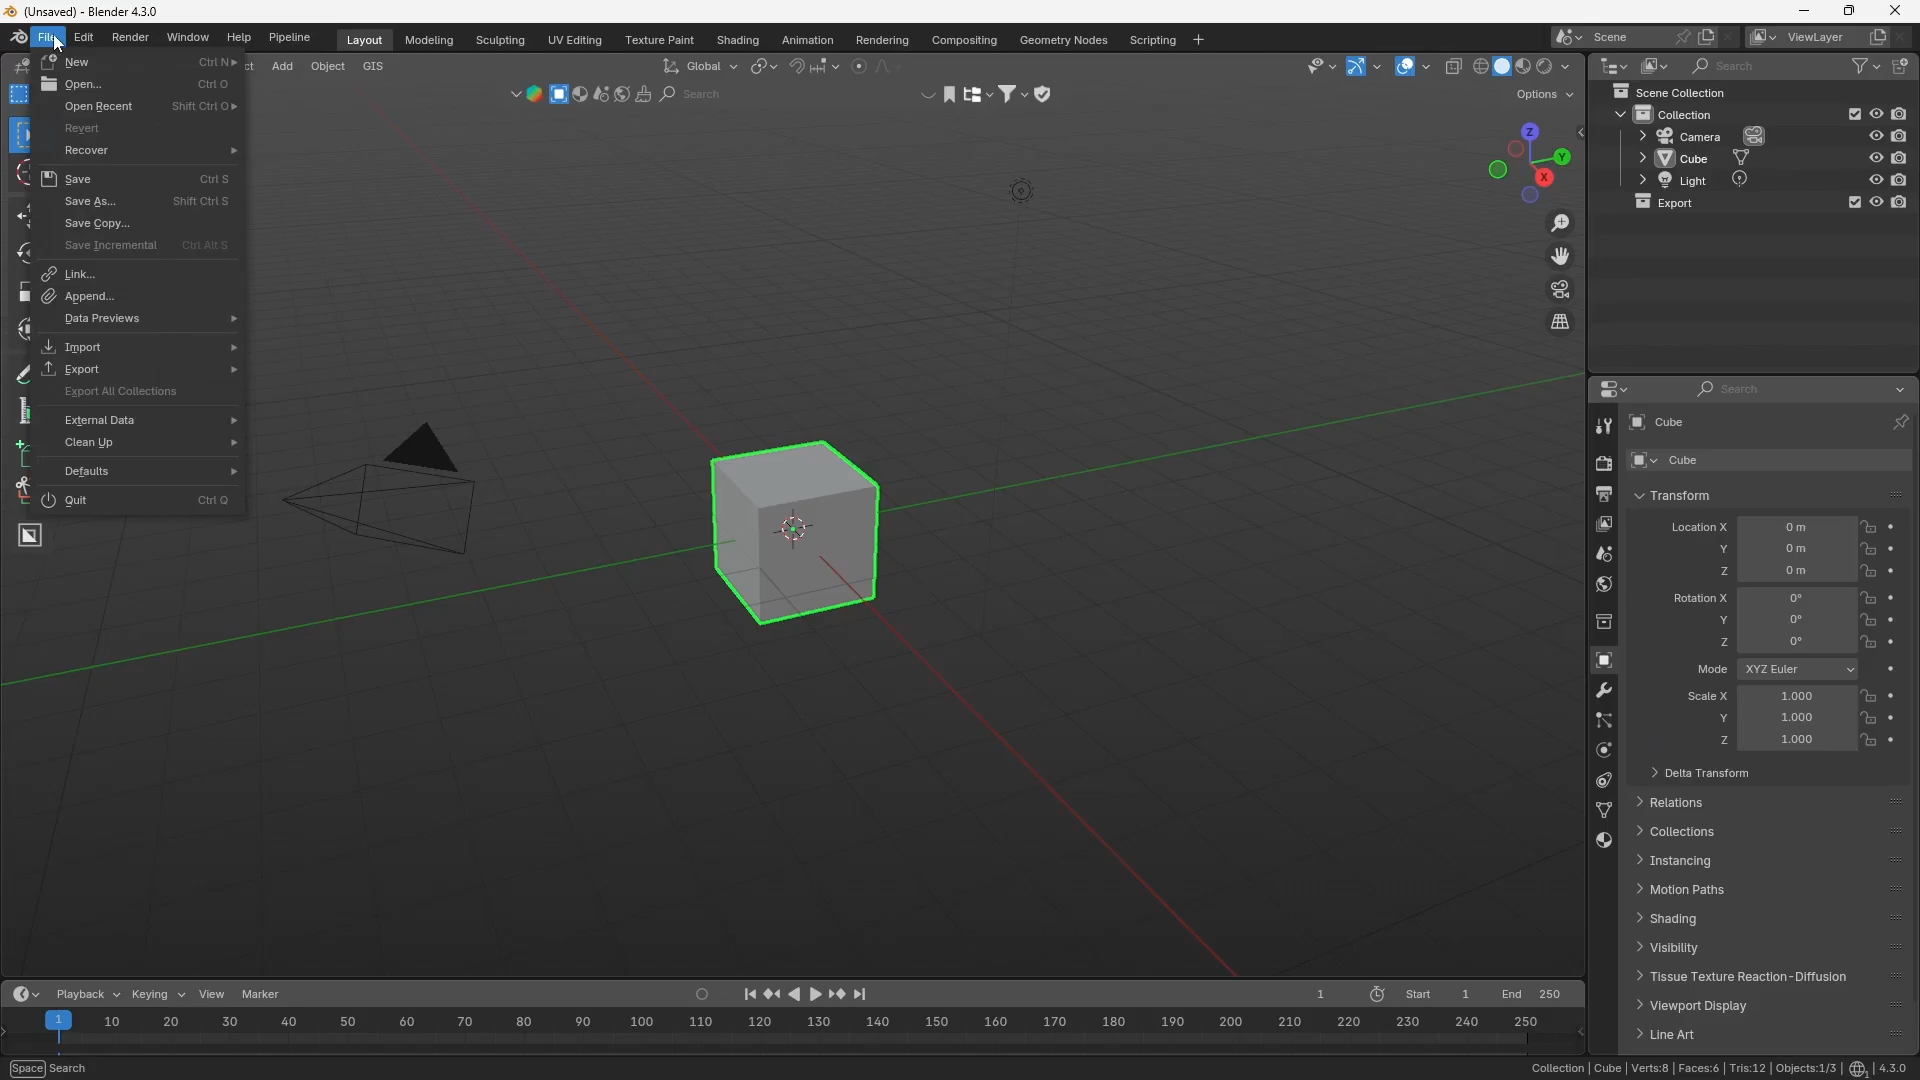 (Unsaved) - Blender 4.3.0
File Edit Render Window Help Pipeline Layout Modeling Sculpting UV Editing Texture Paint Shading Animation Rendering Compositing Geometry Nodes Scripting + Scene ViewLayer
ct Add Object GIS Global
Search
Options
New Ctrl N
Open... Ctrl O
Open Recent Shift Ctrl O
Revert
Recover
Save Ctrl S
Save As... Shift Ctrl S
Save Copy...
Save Incremental Ctrl Alt S
Link...
Append...
Data Previews
Import
Export
Export All Collections
External Data
Clean Up
Defaults
Quit Ctrl Q
Z
Y
X
Search
Scene Collection
Collection
Camera
Cube
Light
Export
Search
Cube
Cube
Transform
Location X 0 m
Y 0 m
Z 0 m
Rotation X 0°
Y 0°
Z 0°
Mode XYZ Euler
Scale X 1.000
Y 1.000
Z 1.000
Delta Transform
Relations
Collections
Instancing
Motion Paths
Shading
Visibility
Tissue Texture Reaction-Diffusion
Viewport Display
Line Art
Playback Keying View Marker 1 Start 1 End 250
1 10 20 30 40 50 60 70 80 90 100 110 120 130 140 150 160 170 180 190 200 210 220 230 240 250
Space Search
Collection | Cube | Verts:8 | Faces:6 | Tris:12 | Objects:1/3 | 1 | 4.3.0